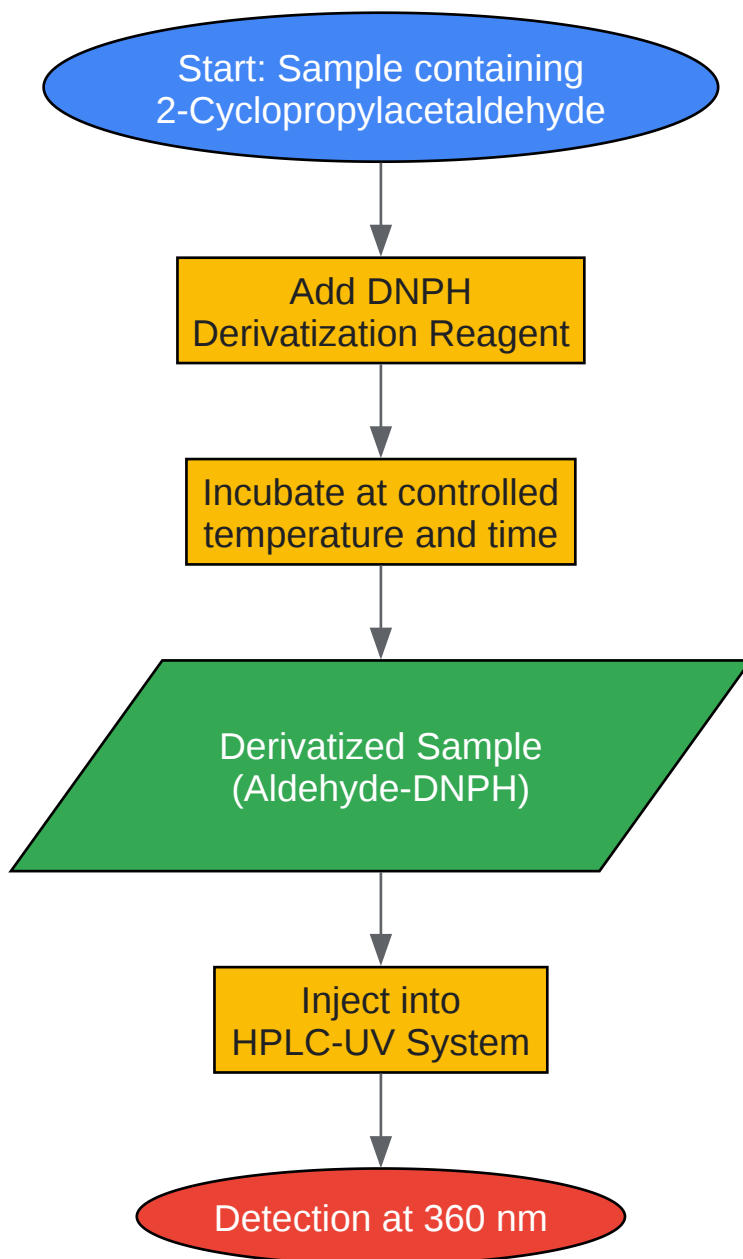 Start: Sample containing
2-Cyclopropylacetaldehyde
Add DNPH
Derivatization Reagent
Incubate at controlled
temperature and time
Derivatized Sample
(Aldehyde-DNPH)
Inject into
HPLC-UV System
Detection at 360 nm